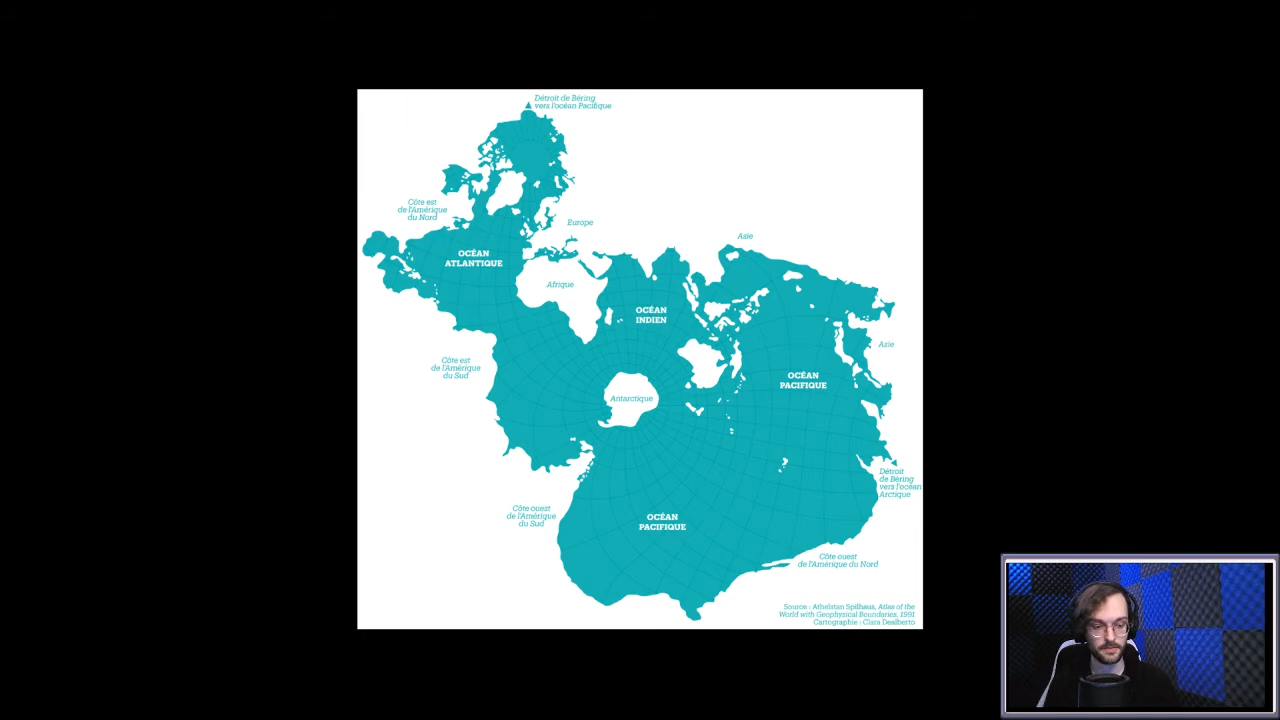 Détroit de Béring
vers l'océan Pacifique
Côte est
de l'Amérique
du Nord
Europe
Asie
OCÉAN
ATLANTIQUE
Afrique
OCÉAN
INDIEN
Asie
Côte est
de l'Amérique
du Sud
OCÉAN
PACIFIQUE
Antarctique
Détroit
de Béring
vers l'océan
Arctique
Côte ouest
de l'Amérique
du Sud
OCÉAN
PACIFIQUE
Côte ouest
de l'Amérique du Nord
Source : Athelstan Spilhaus, Atlas of the
World with Geophysical Boundaries, 1991
Cartographie : Clara Dealberto